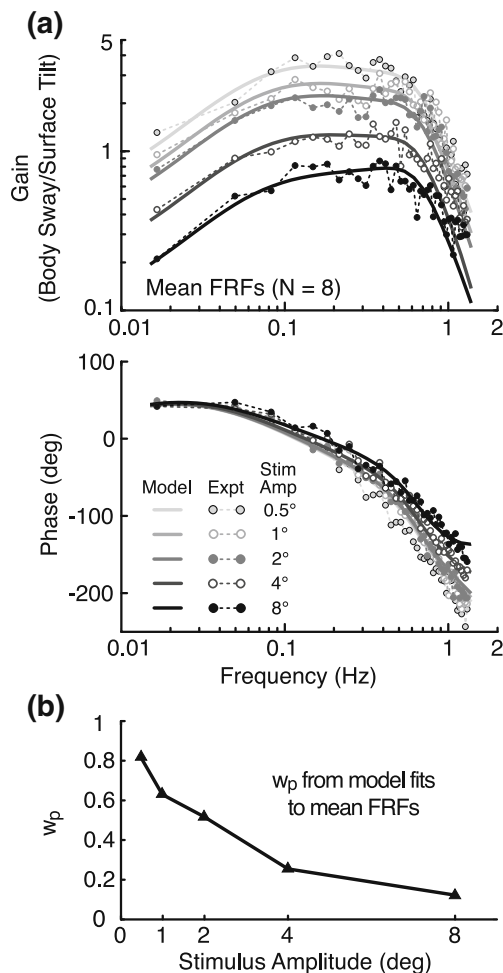 (a)
5
1
0.1
Gain
(Body Sway/Surface Tilt)
Mean FRFs (N = 8)
0.01
0.1
1
2
100
0
-100
-200
Phase (deg)
Model Expt Stim Amp
0.5°
1°
2°
4°
8°
0.01
0.1
1
2
Frequency (Hz)
(b)
1
0.8
0.6
0.4
0.2
0
wp
wp from model fits
to mean FRFs
0 1 2 4 8
Stimulus Amplitude (deg)